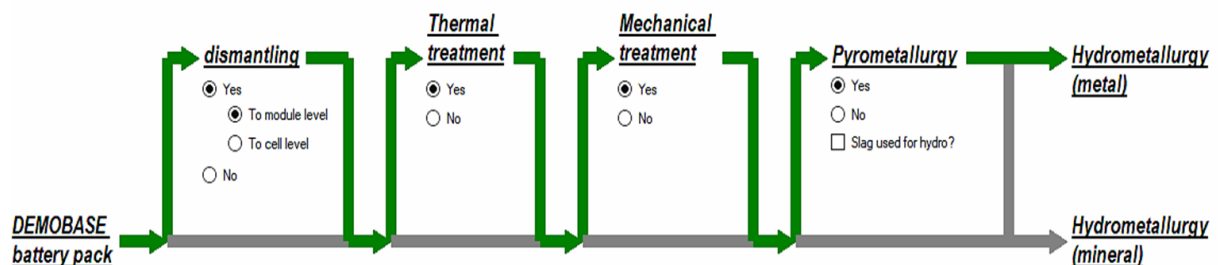 dismantling
Yes
To module level
To cell level
No
Thermal
treatment
Yes
No
Mechanical
treatment
Yes
No
Pyrometallurgy
Yes
No
Slag used for hydro?
Hydrometallurgy
(metal)
DEMOBASE
battery pack
Hydrometallurgy
(mineral)